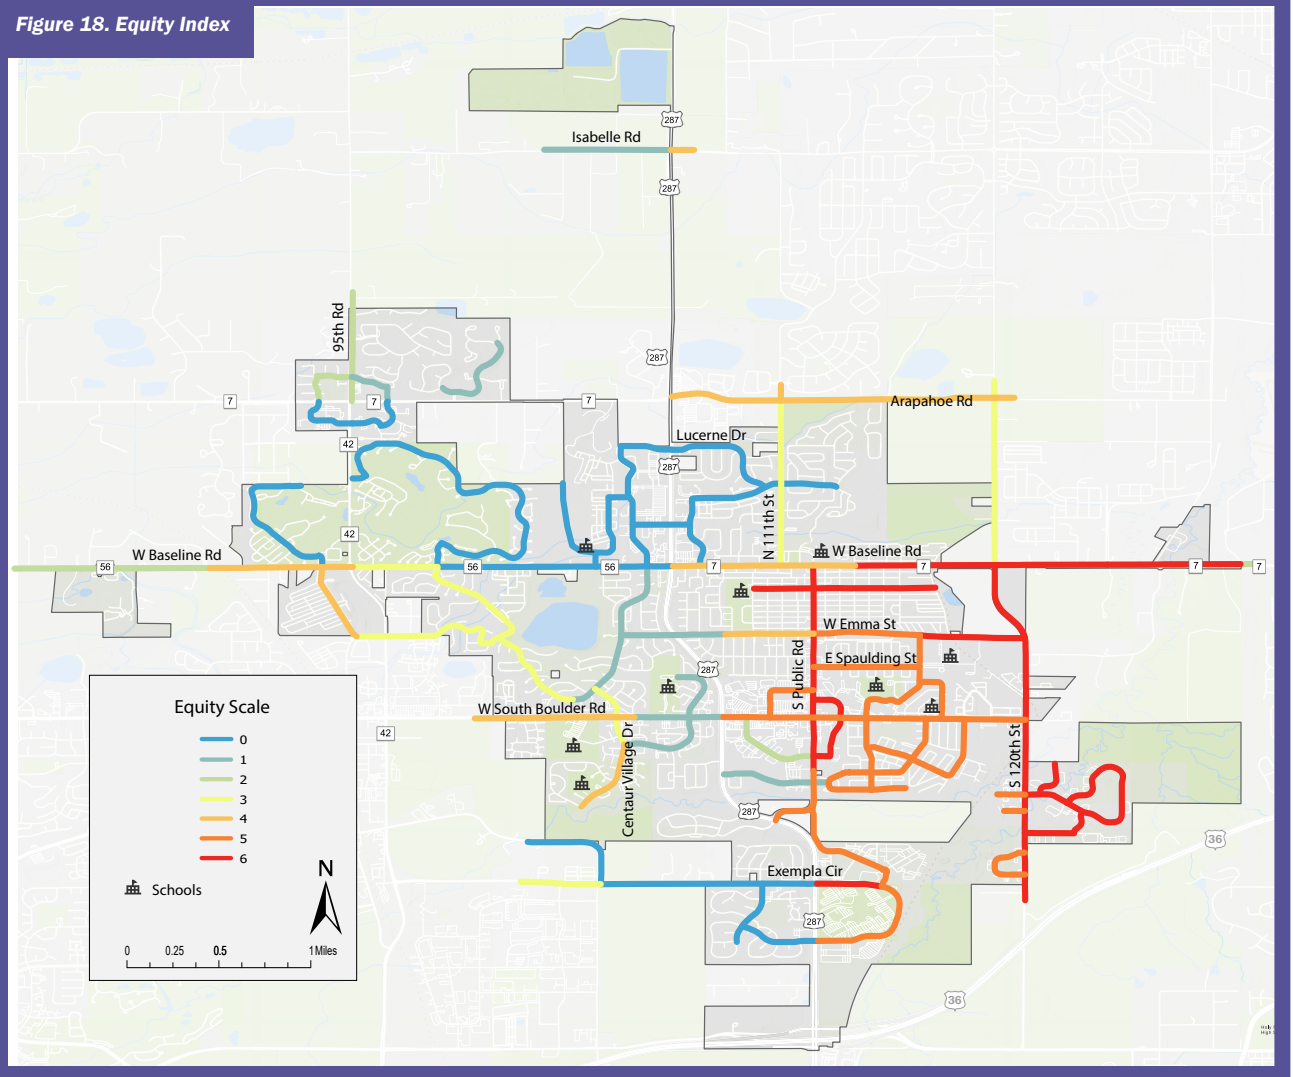 Figure 18. Equity Index
287
Isabelle Rd
287
95th Rd
287
7
7
7
Arapahoe Rd
Lucerne Dr
42
287
N 111th St
42
W Baseline Rd
W Baseline Rd
56
56
56
7
7
7
7
W Emma St
E Spaulding St
S Public Rd
287
W South Boulder Rd
42
Centaur Village Dr
S 120th St
287
36
Exempla Cir
287
36
Equity Scale
0
1
2
3
4
5
6
Schools
N
0 0.25 0.5 1 Miles